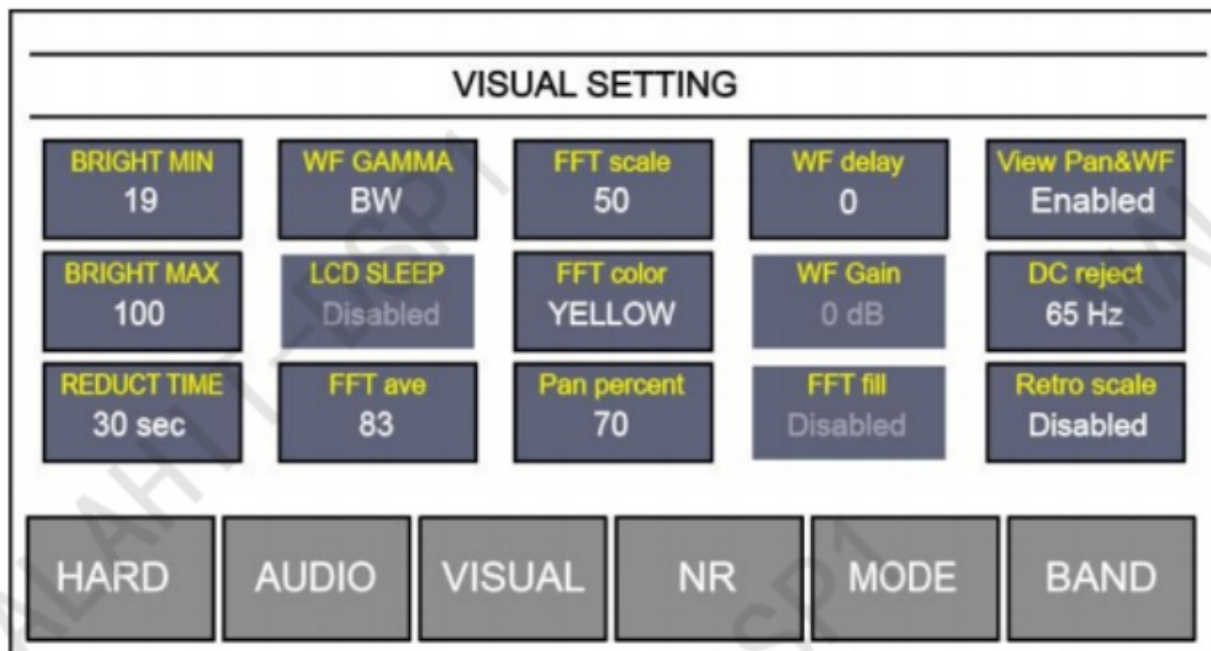 VISUAL SETTING
BRIGHT MIN
19
WF GAMMA
BW
FFT scale
50
WF delay
0
View Pan&WF
Enabled
BRIGHT MAX
100
LCD SLEEP
Disabled
FFT color
YELLOW
WF Gain
0 dB
DC reject
65 Hz
REDUCT TIME
30 sec
FFT ave
83
Pan percent
70
FFT fill
Disabled
Retro scale
Disabled
HARD
AUDIO
VISUAL
NR
MODE
BAND